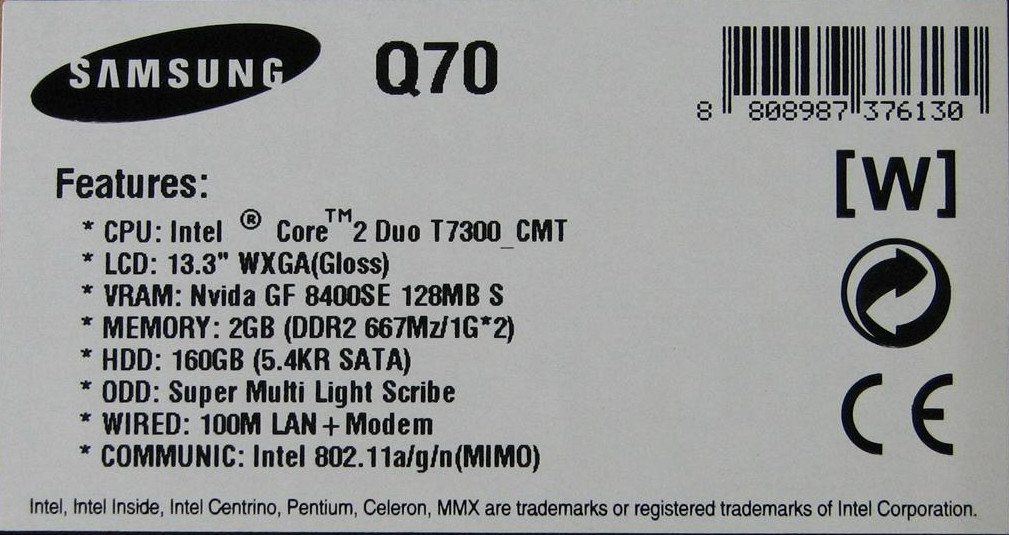 SAMSUNG Q70
8 808987 376130
[W]
Features:
* CPU: Intel ® Core™2 Duo T7300_CMT
* LCD: 13.3" WXGA(Gloss)
* VRAM: Nvidia GF 8400SE 128MB S
* MEMORY: 2GB (DDR2 667Mz/1G*2)
* HDD: 160GB (5.4KR SATA)
* ODD: Super Multi Light Scribe
* WIRED: 100M LAN+Modem
* COMMUNIC: Intel 802.11a/g/n(MIMO)
CE
Intel, Intel Inside, Intel Centrino, Pentium, Celeron, MMX are trademarks or registered trademarks of Intel Corporation.